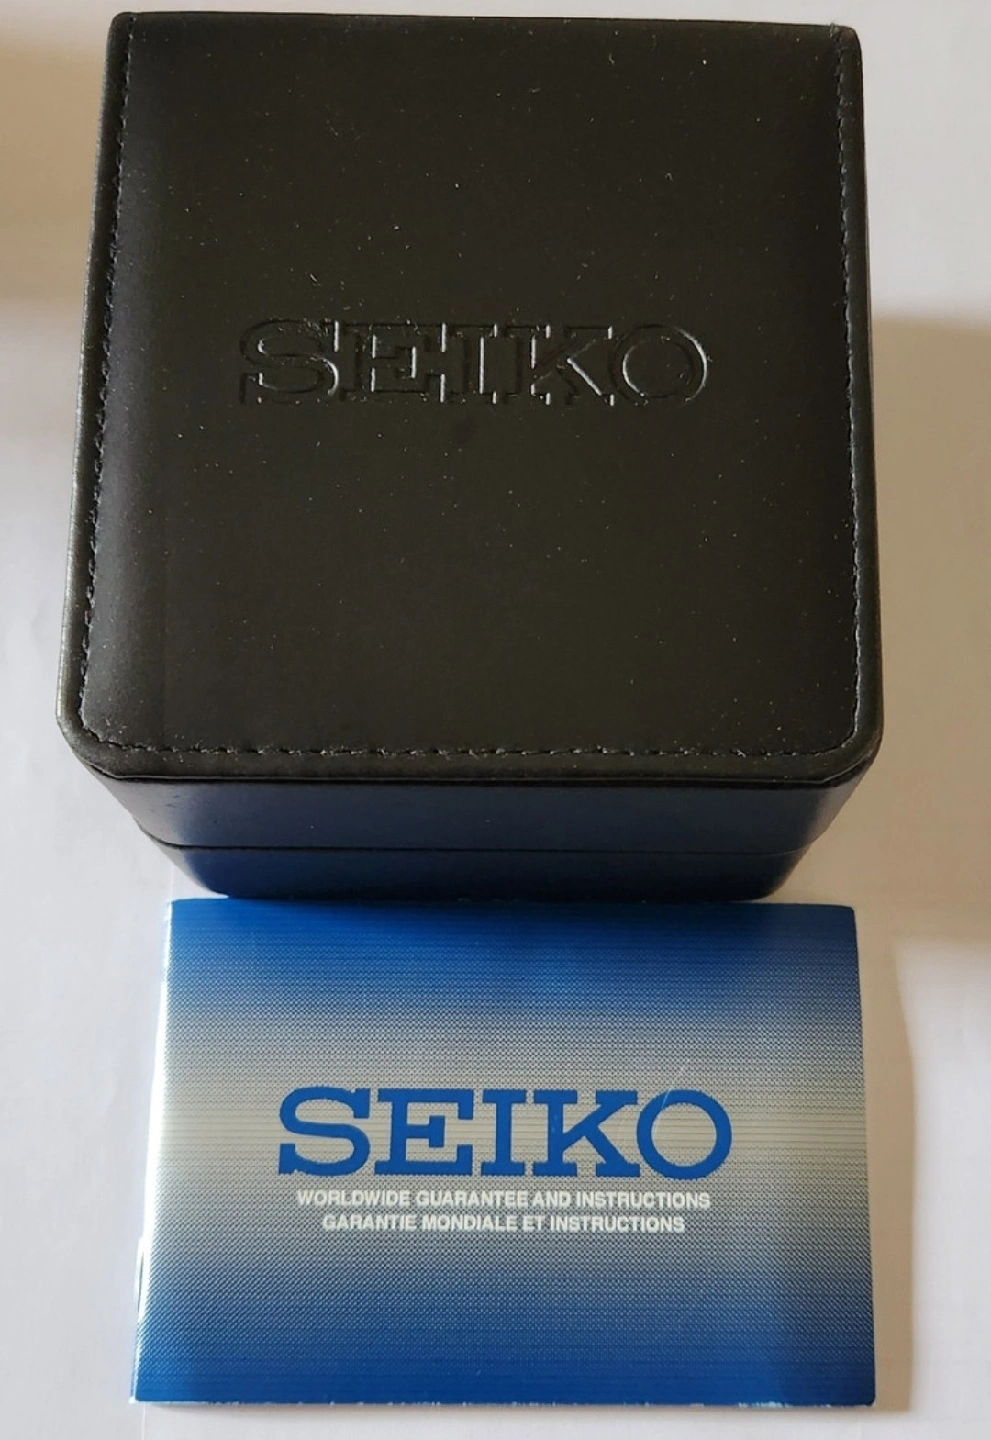 SEIKO
SEIKO
WORLDWIDE GUARANTEE AND INSTRUCTIONS
GARANTIE MONDIALE ET INSTRUCTIONS